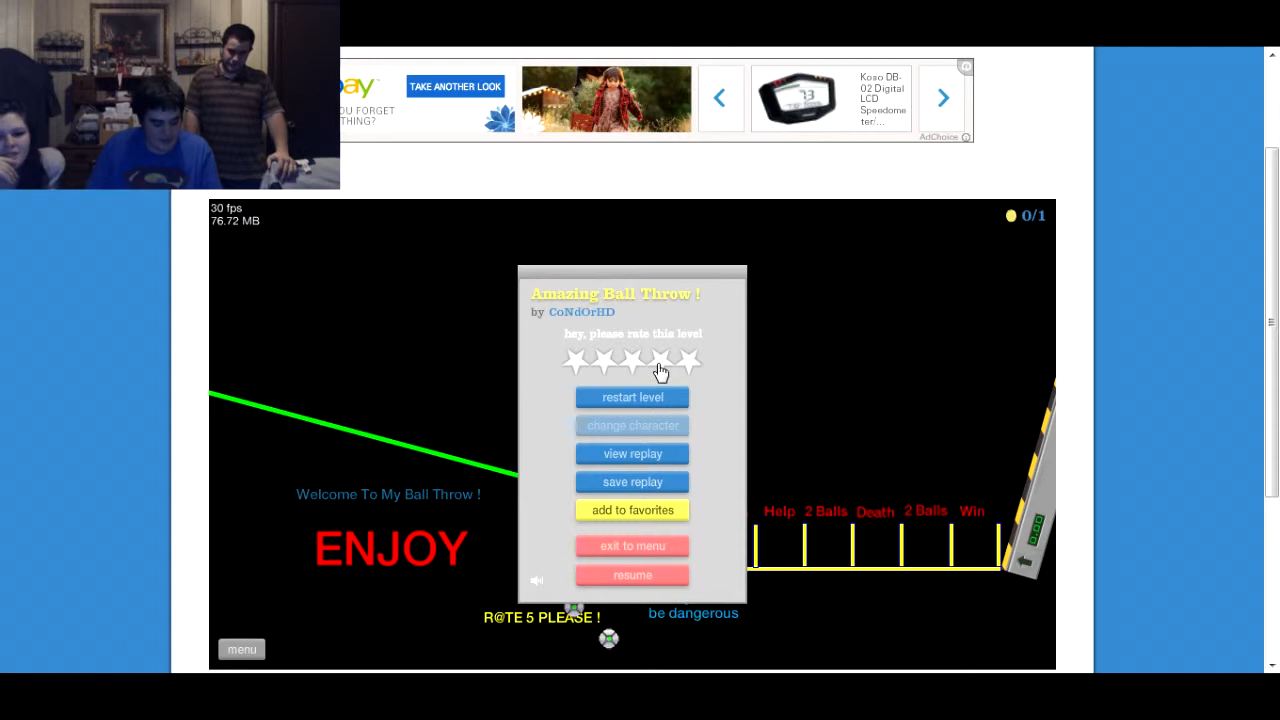 ay
TAKE ANOTHER LOOK
OU FORGET
THING?
Koso DB-
02 Digital
LCD
Speedome
ter/...
AdChoice
30 fps
76.72 MB
0/1
Amazing Ball Throw !
by CoNdOrHD
hey, please rate this level
restart level
change character
view replay
save replay
add to favorites
exit to menu
resume
Welcome To My Ball Throw !
ENJOY
Help 2 Balls Death 2 Balls Win
0.00
R@TE 5 PLEASE !
be dangerous
menu